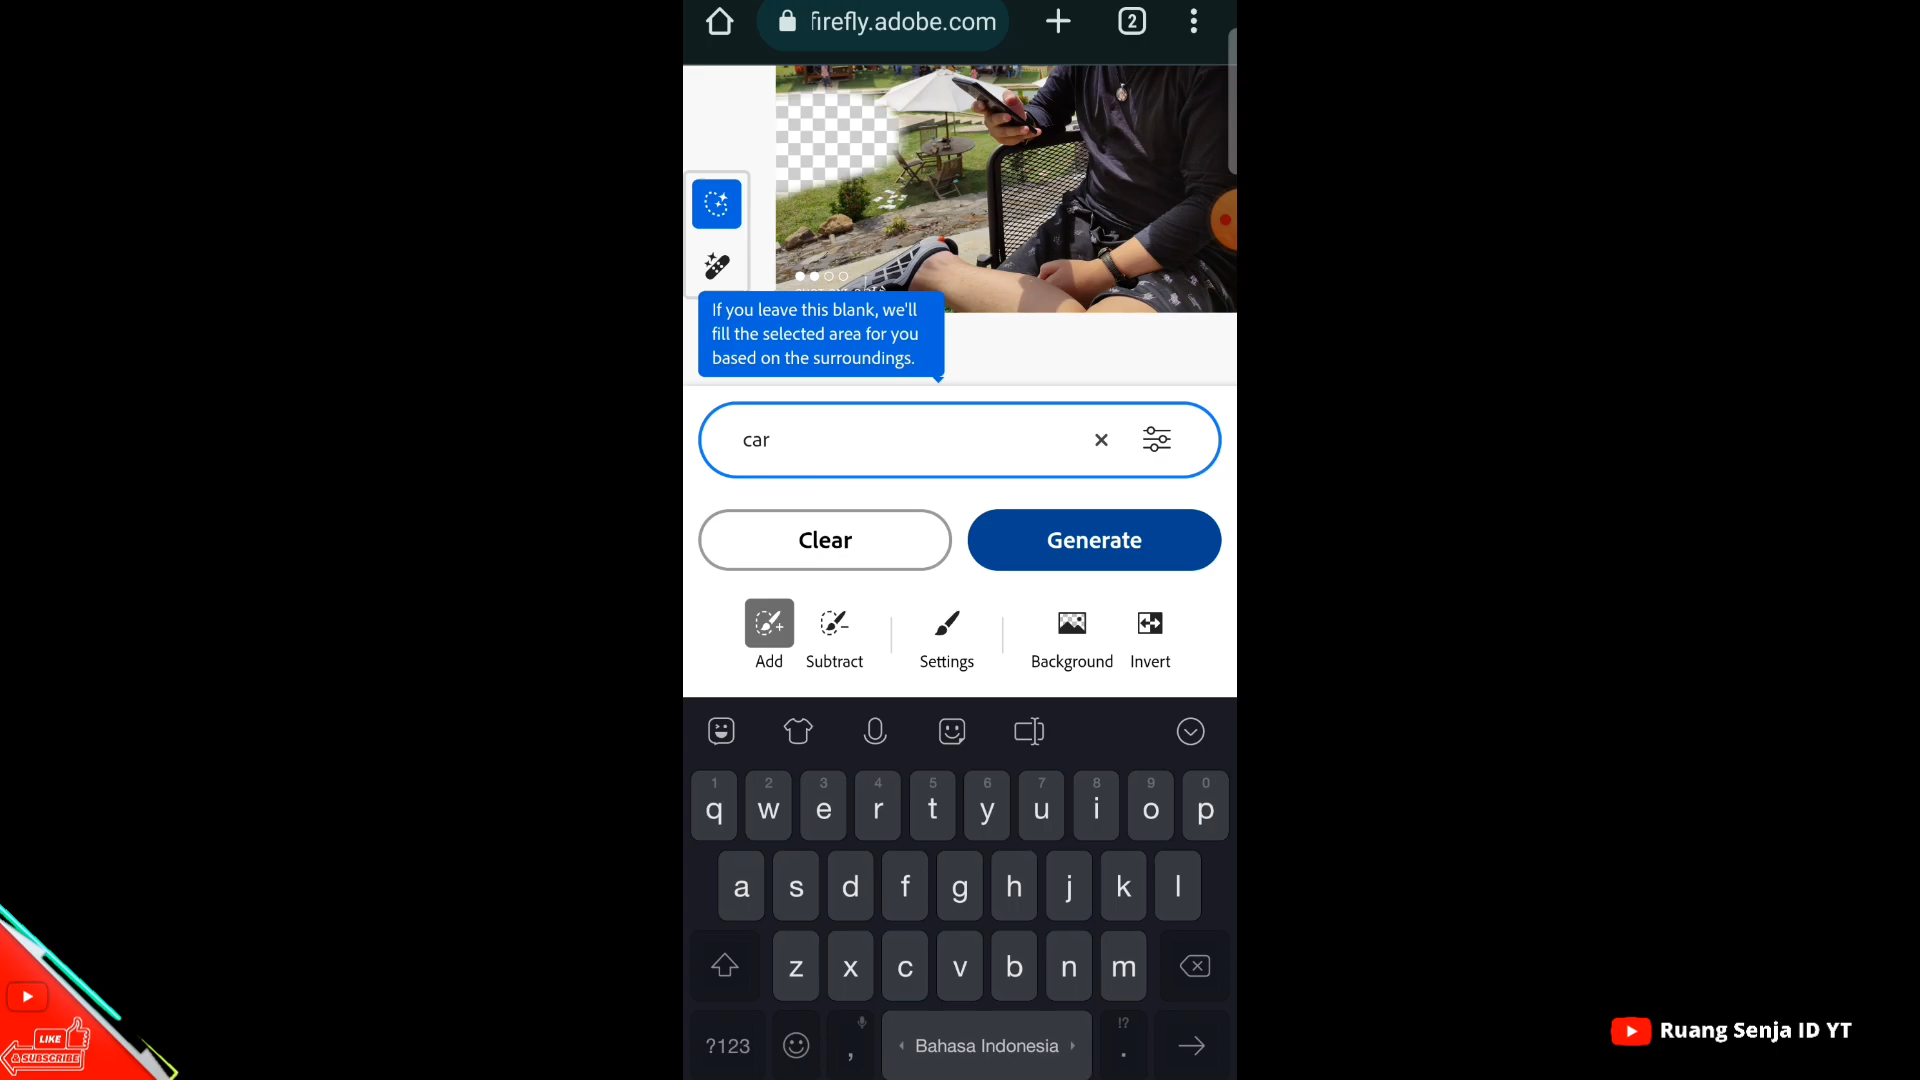 firefly.adobe.com
2
If you leave this blank, we'll
fill the selected area for you
based on the surroundings.
car
Clear
Generate
Add
Subtract
Settings
Background
Invert
1 2 3 4 5 6 7 8 9 0
q w e r t y u i o p
a s d f g h j k l
z x c v b n m
!?
?123
,
Bahasa Indonesia
.
LIKE
& SUBSCRIBE
Ruang Senja ID YT